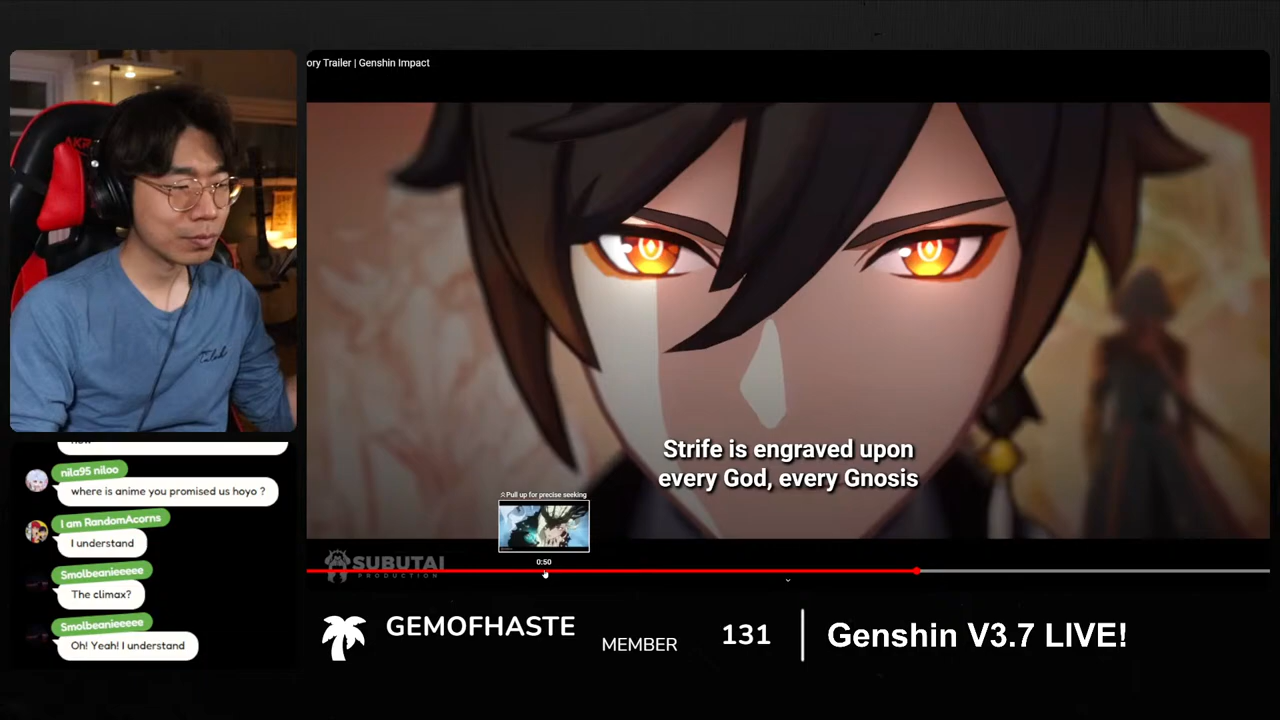 ory Trailer | Genshin Impact
Strife is engraved upon
every God, every Gnosis
Pull up for precise seeking
0:50
SUBUTAI
PRODUCTION
nila95 niloo
where is anime you promised us hoyo ?
I am RandomAcorns
I understand
Smolbeanieeeee
The climax?
Smolbeanieeeee
Oh! Yeah! I understand
GEMOFHASTE
MEMBER
131
Genshin V3.7 LIVE!